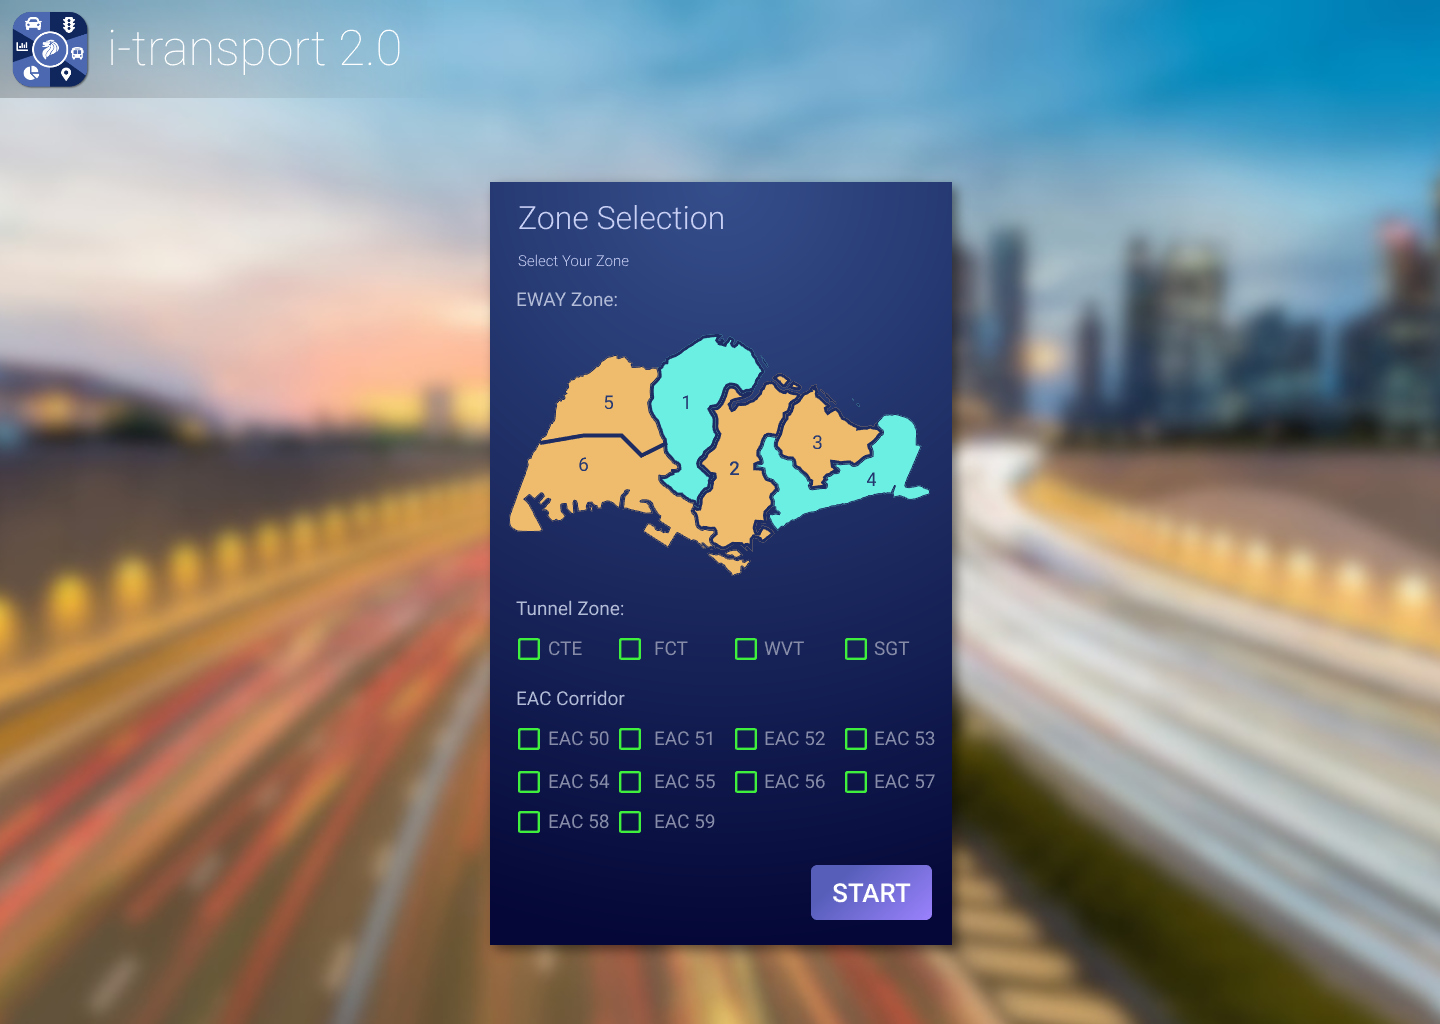 i-transport 2.0
Zone Selection
Select Your Zone
EWAY Zone:
5
1
3
6
2
4
Tunnel Zone:
CTE FCT WVT SGT
EAC Corridor
EAC 50 EAC 51 EAC 52 EAC 53
EAC 54 EAC 55 EAC 56 EAC 57
EAC 58 EAC 59
START